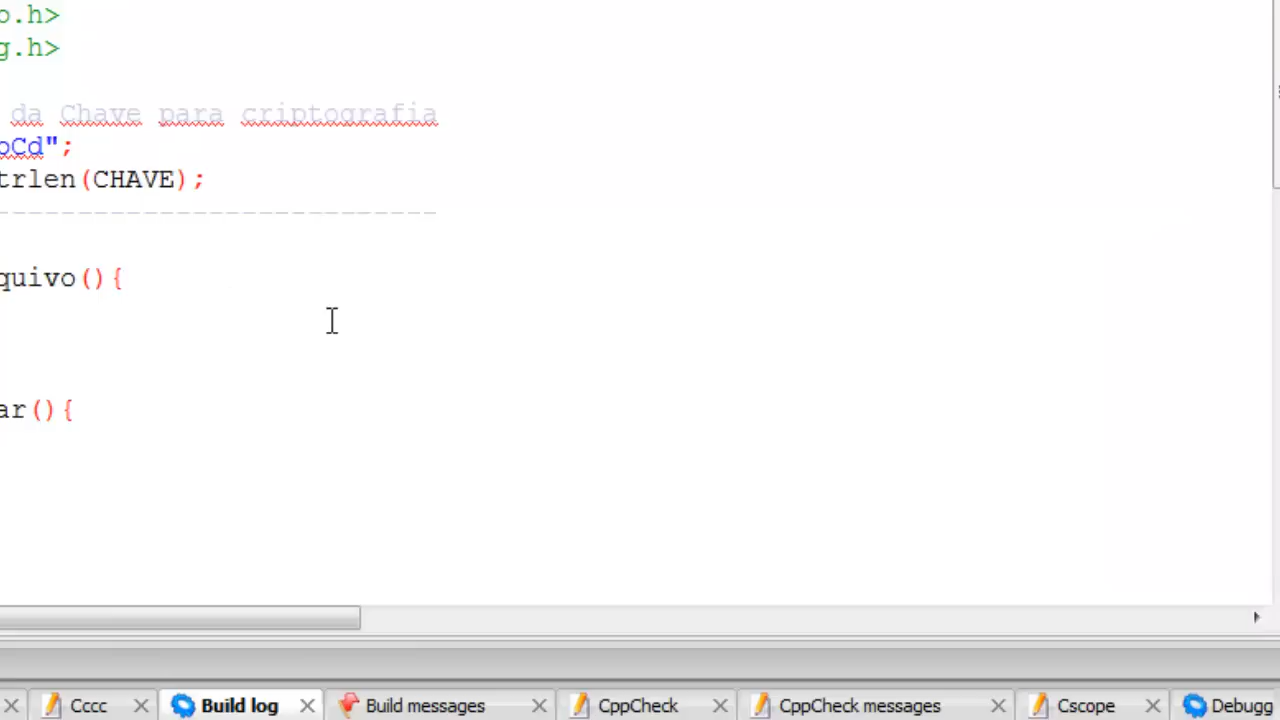 o.h>
g.h>
da Chave para criptografia
oCd";
trlen(CHAVE);
---------------------------
quivo(){
ar(){
Cccc Build log Build messages CppCheck CppCheck messages Cscope Debugg